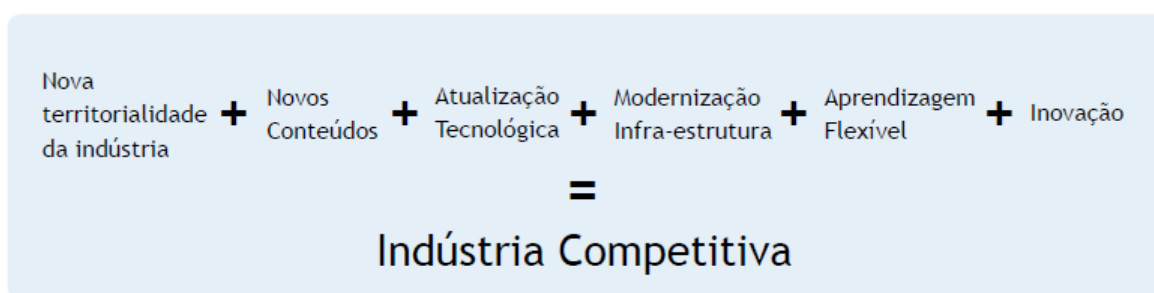 Nova
territorialidade
da indústria
+
Novos
Conteúdos
+
Atualização
Tecnológica
+
Modernização
Infra-estrutura
+
Aprendizagem
Flexível
+
Inovação
=
Indústria Competitiva